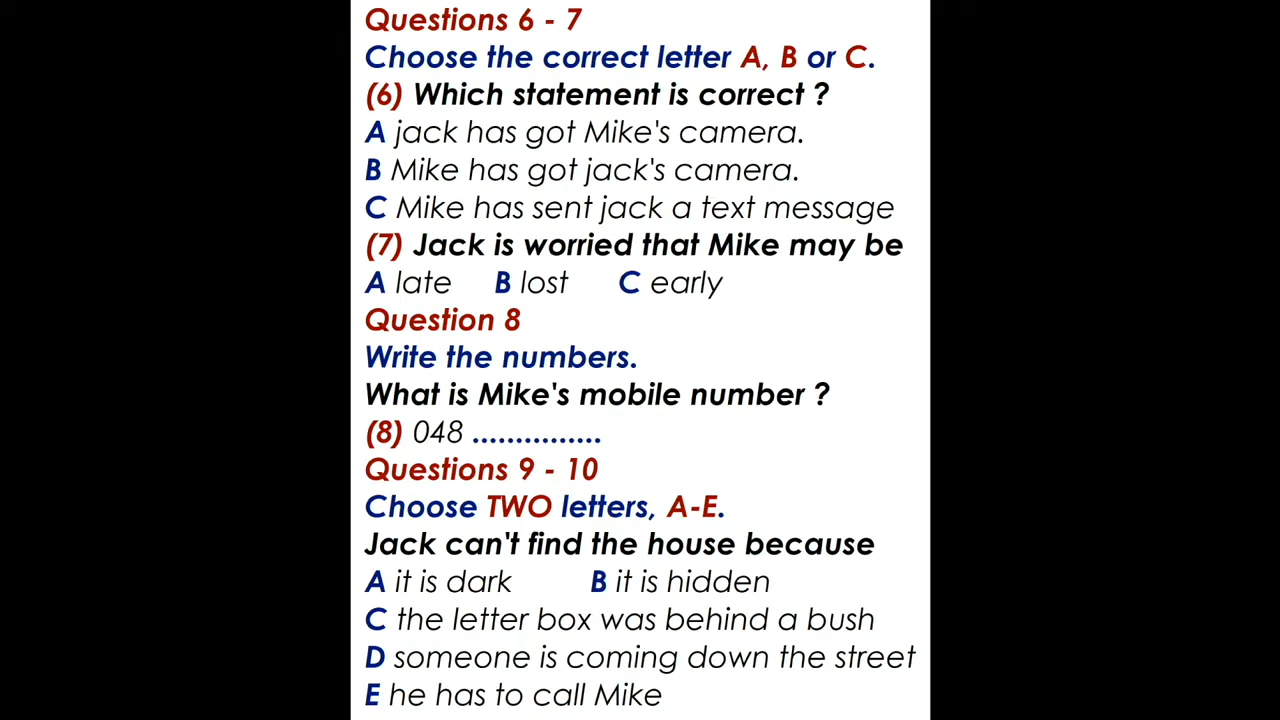 Questions 6 - 7
Choose the correct letter A, B or C.
(6) Which statement is correct ?
A jack has got Mike's camera.
B Mike has got jack's camera.
C Mike has sent jack a text message
(7) Jack is worried that Mike may be
A late B lost C early
Question 8
Write the numbers.
What is Mike's mobile number ?
(8) 048 ...............
Questions 9 - 10
Choose TWO letters, A-E.
Jack can't find the house because
A it is dark B it is hidden
C the letter box was behind a bush
D someone is coming down the street
E he has to call Mike